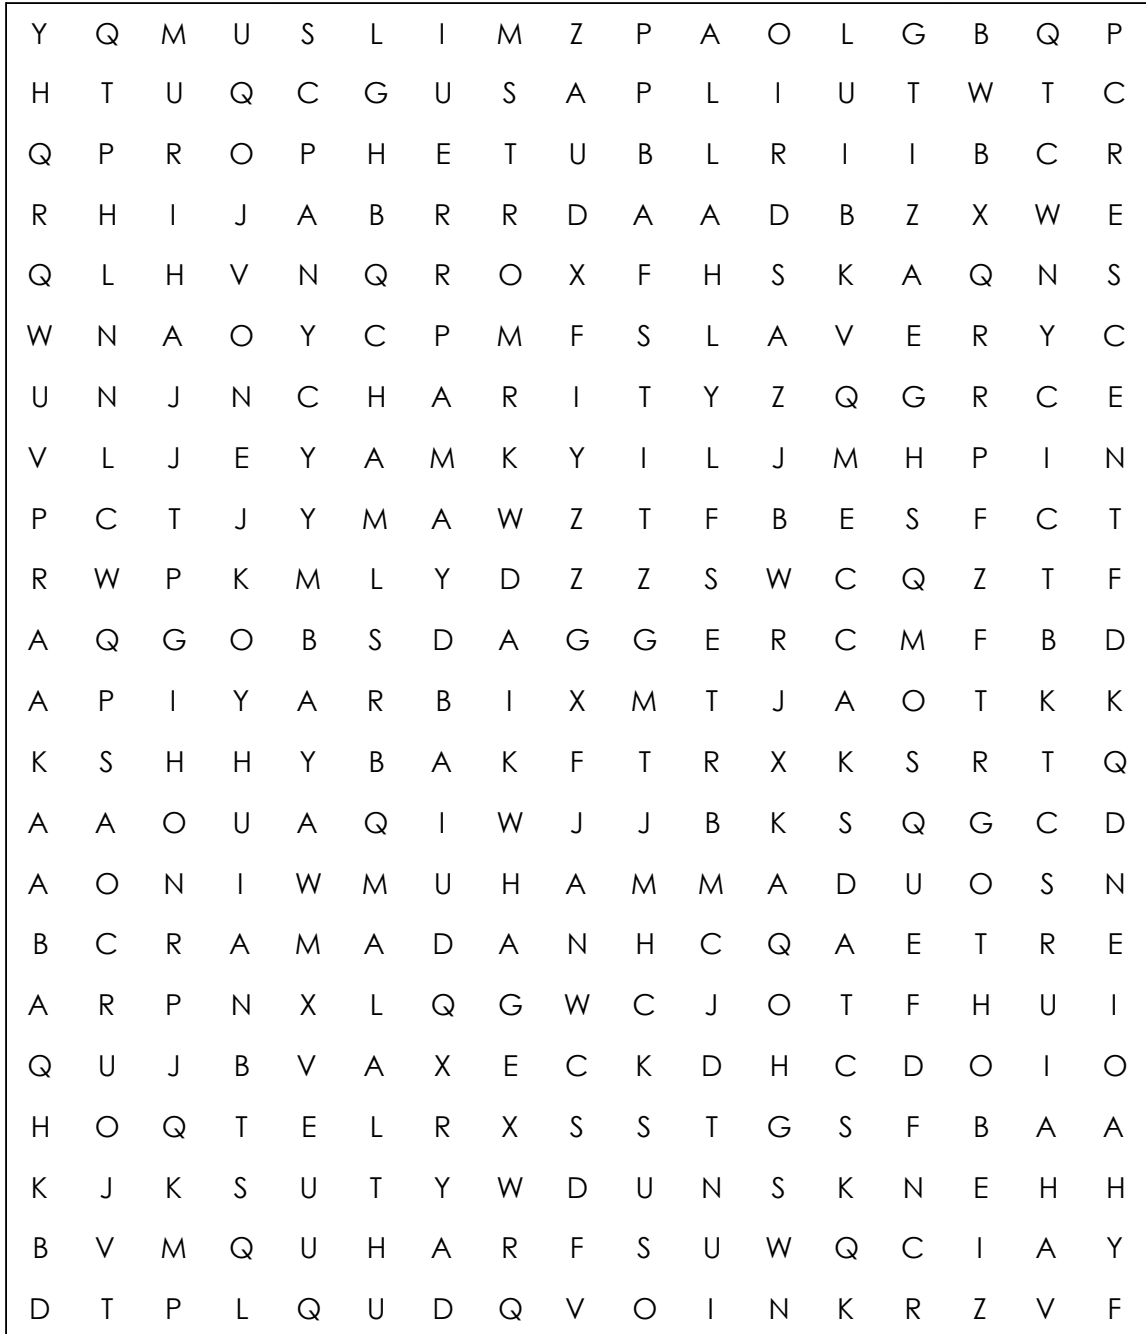 Y Q M U S L I M Z P A O L G B Q P
H T U Q C G U S A P L I U T W T C
Q P R O P H E T U B L R I I B C R
R H I J A B R R D A A D B Z X W E
Q L H V N Q R O X F H S K A Q N S
W N A O Y C P M F S L A V E R Y C
U N J N C H A R I T Y Z Q G R C E
V L J E Y A M K Y I L J M H P I N
P C T J Y M A W Z T F B E S F C T
R W P K M L Y D Z Z S W C Q Z T F
A Q G O B S D A G G E R C M F B D
A P I Y A R B I X M T J A O T K K
K S H H Y B A K F T R X K S R T Q
A A O U A Q I W J J B K S Q G C D
A O N I W M U H A M M A D U O S N
B C R A M A D A N H C Q A E T R E
A R P N X L Q G W C J O T F H U I
Q U J B V A X E C K D H C D O I O
H O Q T E L R X S S T G S F B A A
K J K S U T Y W D U N S K N E H H
B V M Q U H A R F S U W Q C I A Y
D T P L Q U D Q V O I N K R Z V F